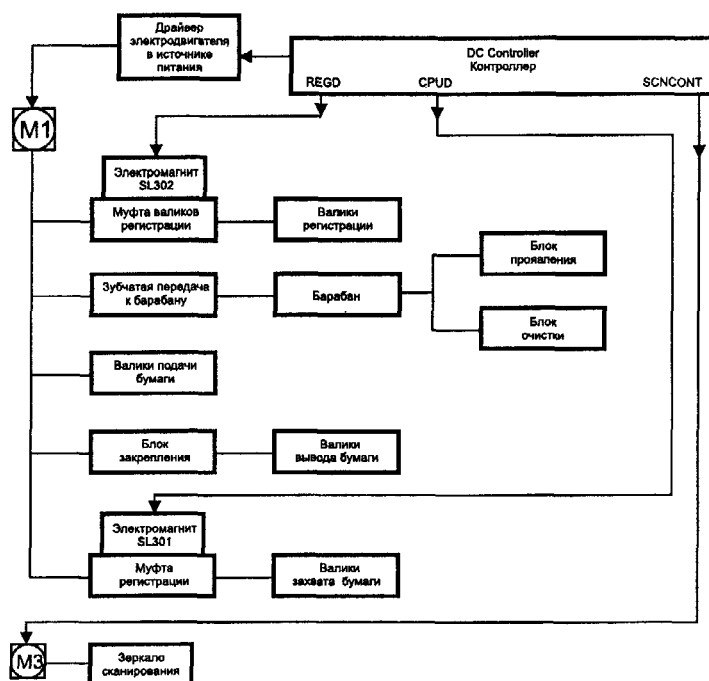 Драйвер
электродвигателя
в источнике
питания
DC Controller
Контроллер
REGD
CPUD
SCNCONT
M1
Электромагнит
SL302
Муфта валиков
регистрации
Валики
регистрации
Блок
проявления
Зубчатая передача
к барабану
Барабан
Блок
очистки
Валики подачи
бумаги
Блок
закрепления
Валики
вывода бумаги
Электромагнит
SL301
Муфта
регистрации
Валики
захвата бумаги
M3
Зеркало
сканирования